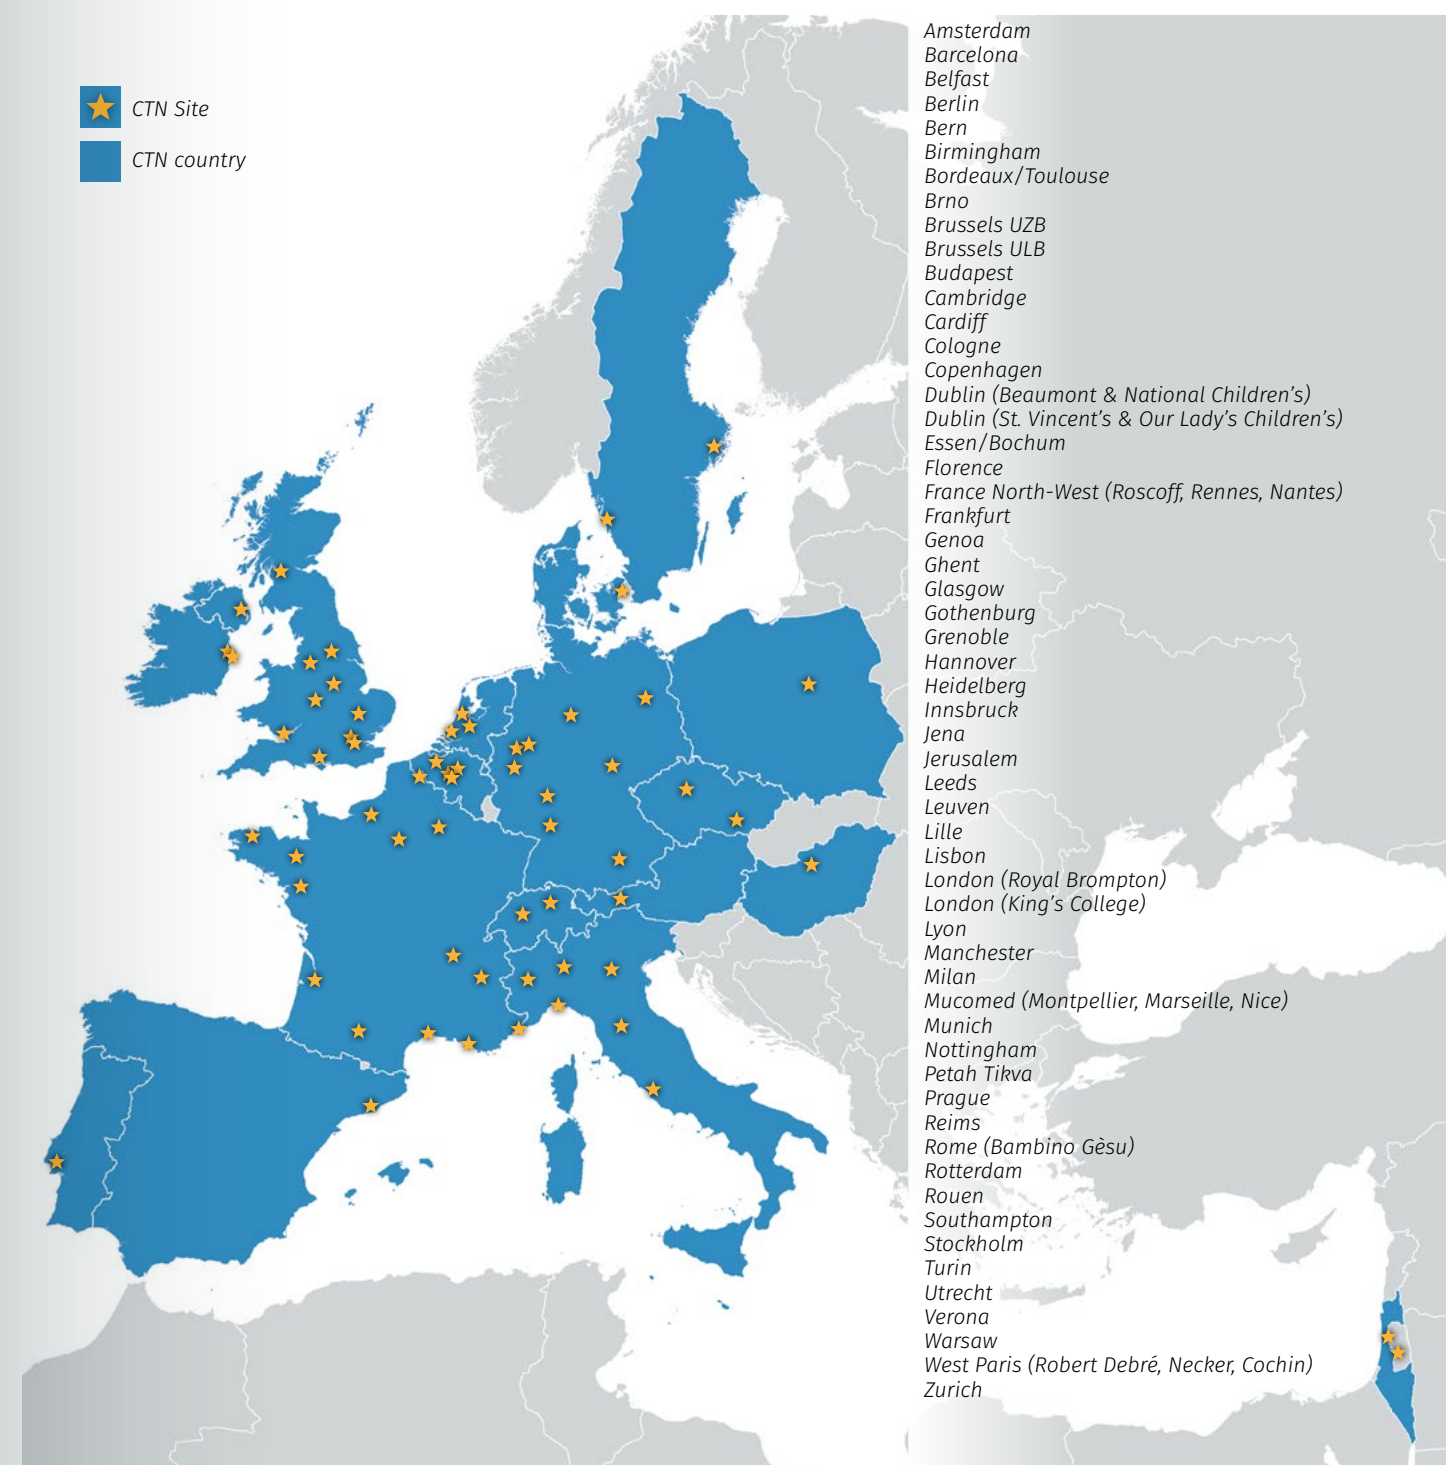 CTN Site
CTN country
Amsterdam
Barcelona
Belfast
Berlin
Bern
Birmingham
Bordeaux/Toulouse
Brno
Brussels UZB
Brussels ULB
Budapest
Cambridge
Cardiff
Cologne
Copenhagen
Dublin (Beaumont & National Children’s)
Dublin (St. Vincent’s & Our Lady’s Children’s)
Essen/Bochum
Florence
France North-West (Roscoff, Rennes, Nantes)
Frankfurt
Genoa
Ghent
Glasgow
Gothenburg
Grenoble
Hannover
Heidelberg
Innsbruck
Jena
Jerusalem
Leeds
Leuven
Lille
Lisbon
London (Royal Brompton)
London (King’s College)
Lyon
Manchester
Milan
Mucomed (Montpellier, Marseille, Nice)
Munich
Nottingham
Petah Tikva
Prague
Reims
Rome (Bambino Gèsu)
Rotterdam
Rouen
Southampton
Stockholm
Turin
Utrecht
Verona
Warsaw
West Paris (Robert Debré, Necker, Cochin)
Zurich